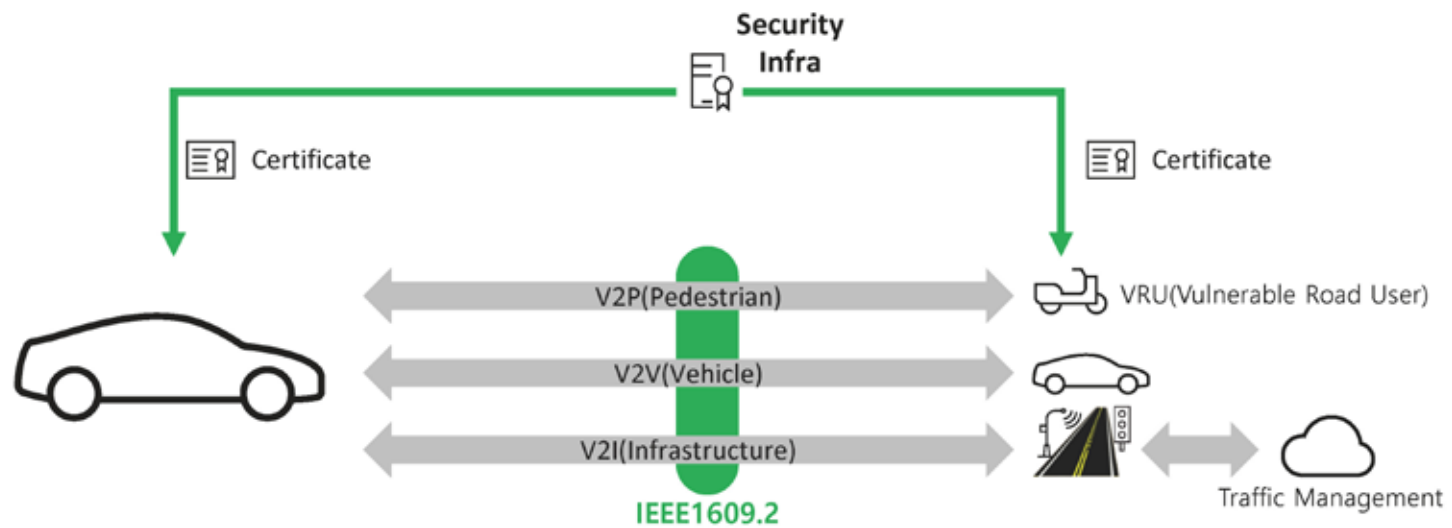 Security
Infra
Certificate
Certificate
V2P(Pedestrian)
VRU(Vulnerable Road User)
V2V(Vehicle)
V2I(Infrastructure)
Traffic Management
IEEE1609.2